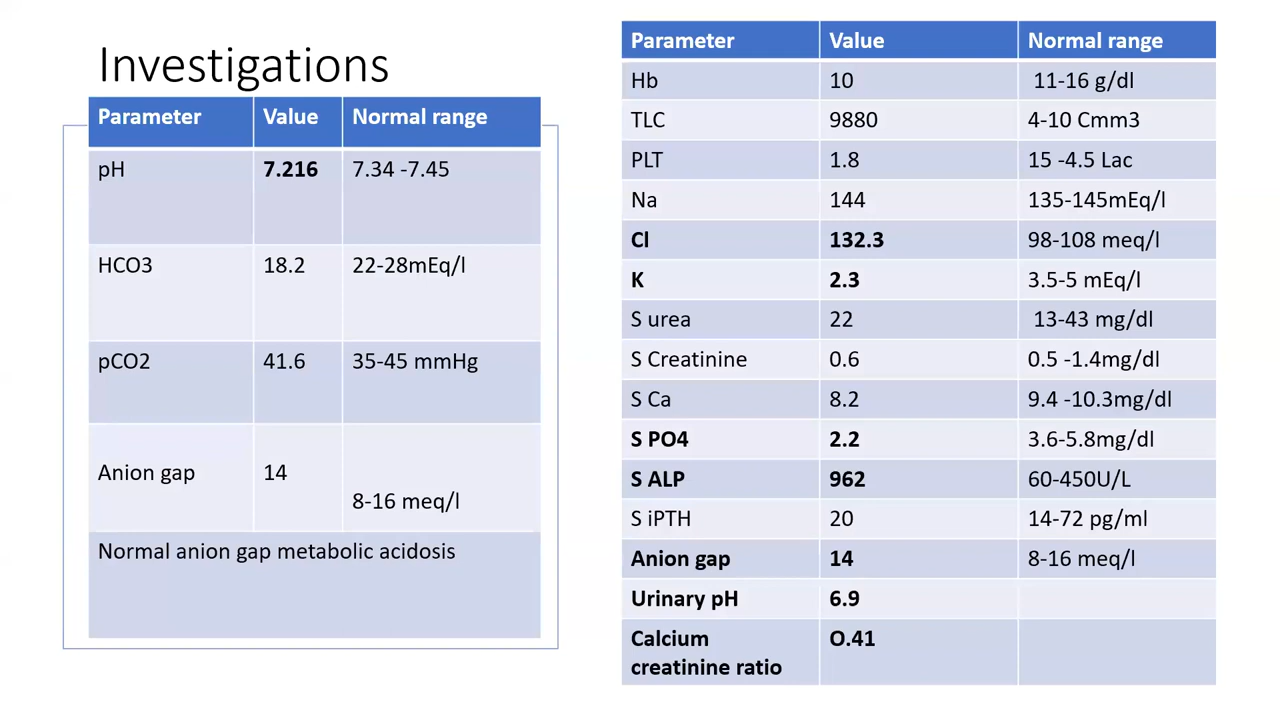 Investigations
Parameter Value Normal range
pH 7.216 7.34 -7.45
HCO3 18.2 22-28mEq/l
pCO2 41.6 35-45 mmHg
Anion gap 14 8-16 meq/l
Normal anion gap metabolic acidosis
Parameter Value Normal range
Hb 10 11-16 g/dl
TLC 9880 4-10 Cmm3
PLT 1.8 15 -4.5 Lac
Na 144 135-145mEq/l
Cl 132.3 98-108 meq/l
K 2.3 3.5-5 mEq/l
S urea 22 13-43 mg/dl
S Creatinine 0.6 0.5 -1.4mg/dl
S Ca 8.2 9.4 -10.3mg/dl
S PO4 2.2 3.6-5.8mg/dl
S ALP 962 60-450U/L
S iPTH 20 14-72 pg/ml
Anion gap 14 8-16 meq/l
Urinary pH 6.9
Calcium O.41
creatinine ratio